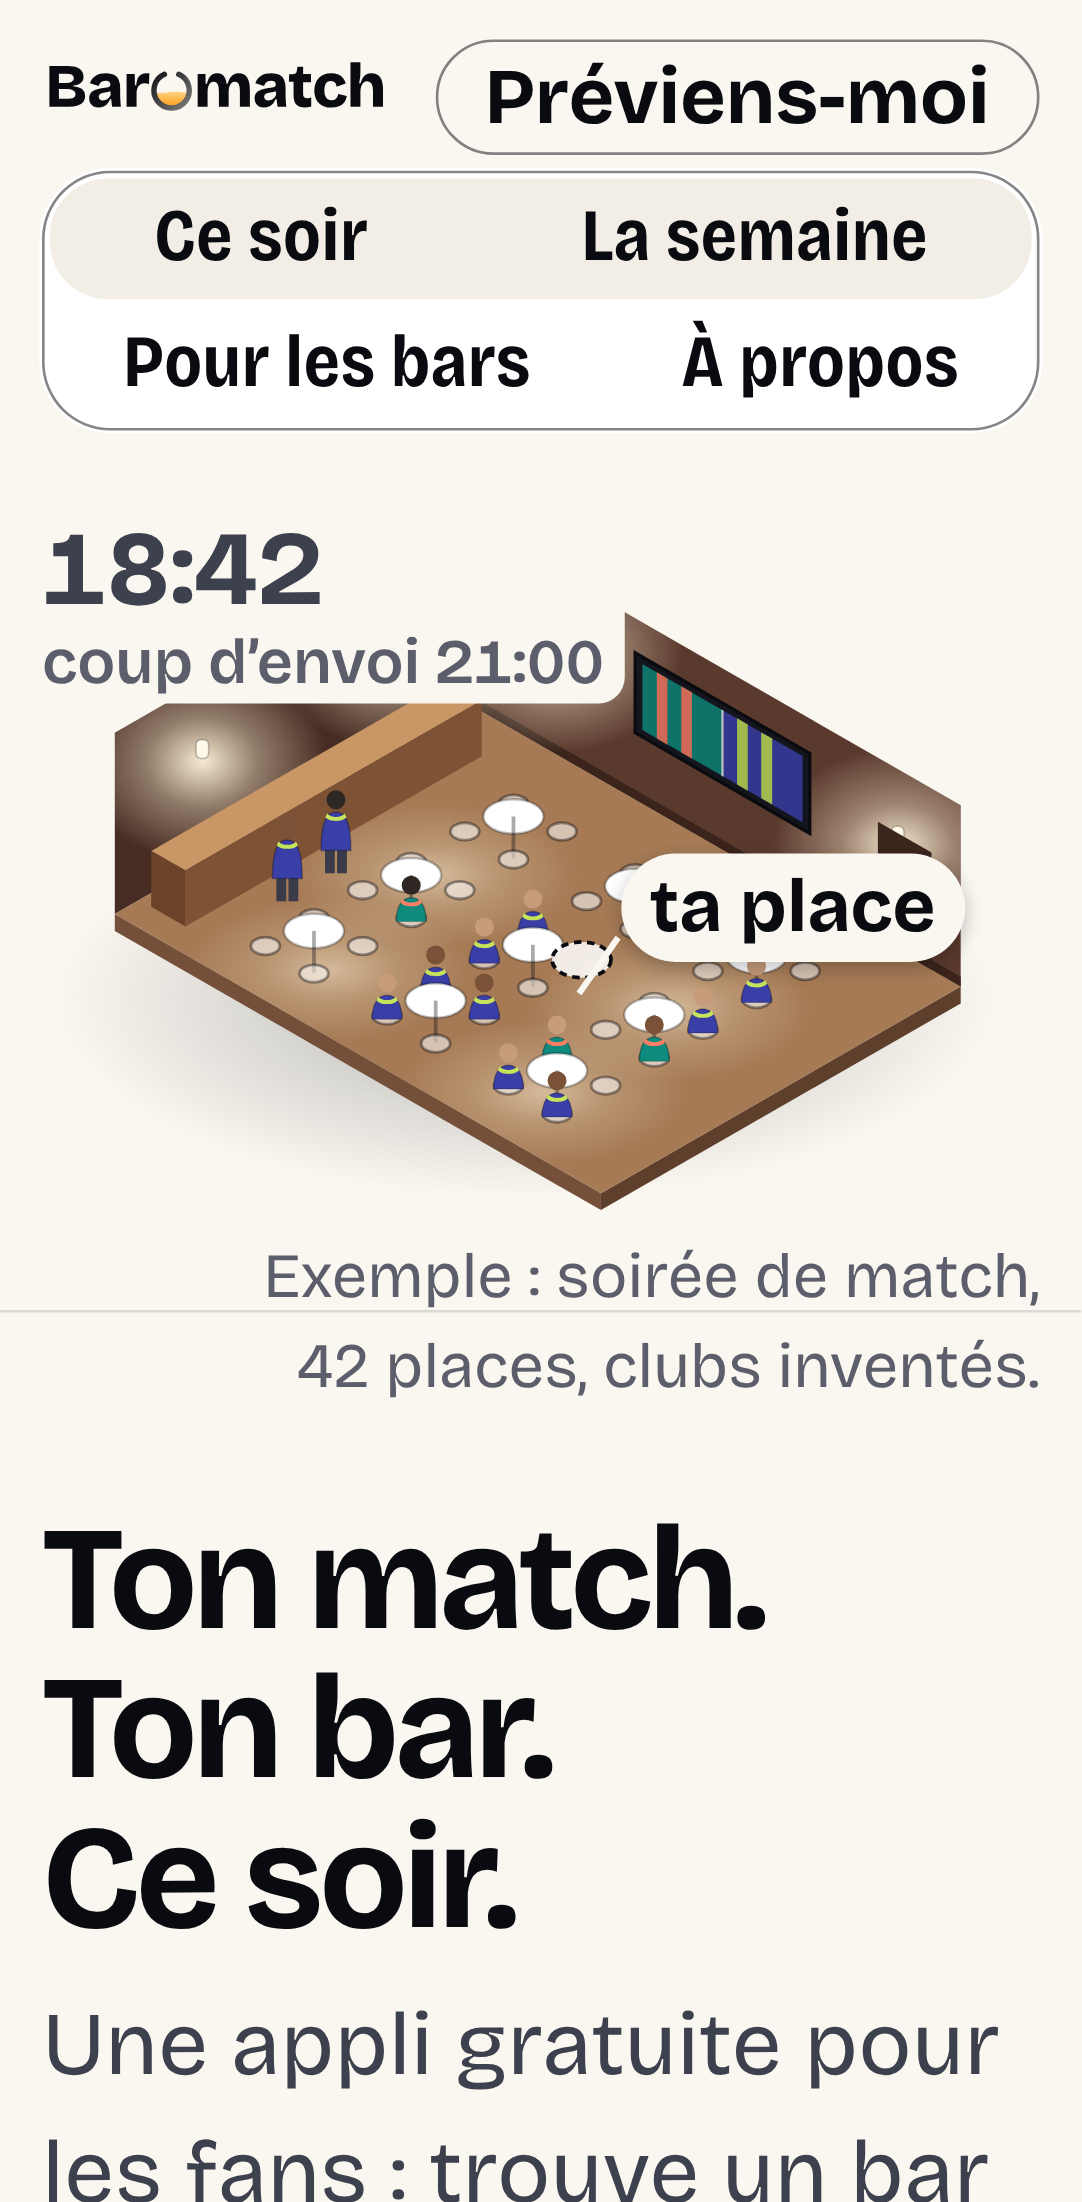 Baromatch
Préviens-moi
Ce soir
La semaine
Pour les bars
À propos
18:42
coup d’envoi 21:00
ta place
Exemple : soirée de match,
42 places, clubs inventés.
Ton match.
Ton bar.
Ce soir.
Une appli gratuite pour
les fans : trouve un bar